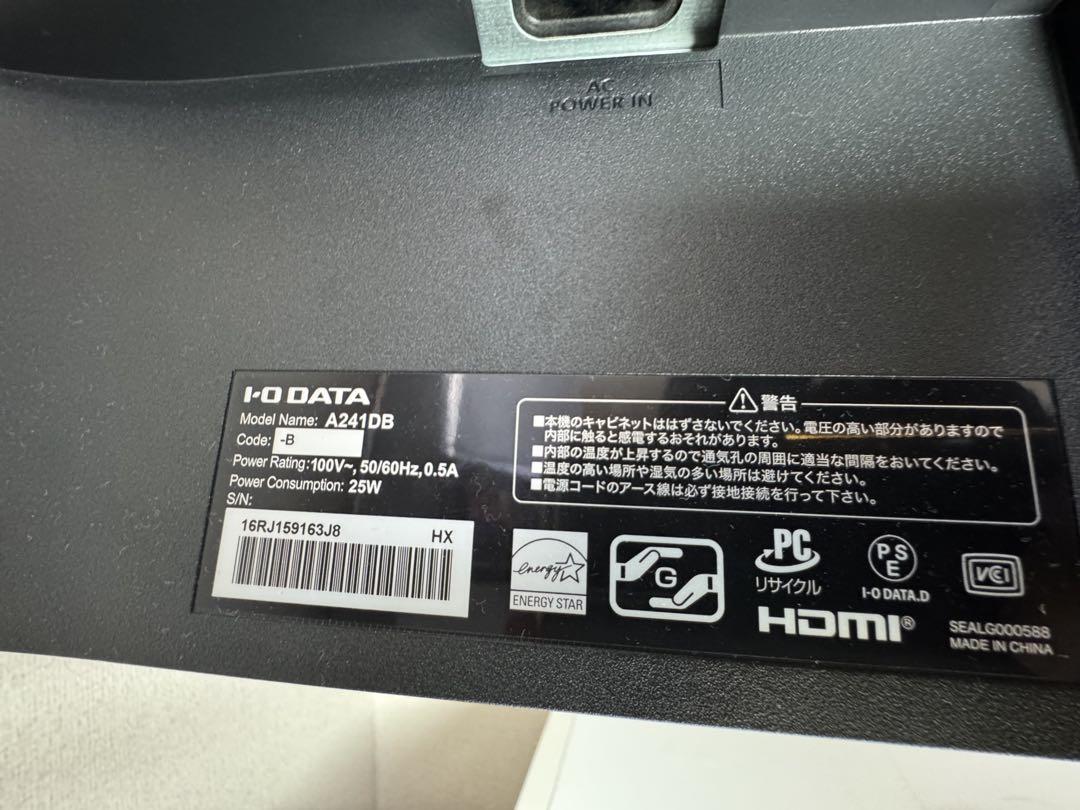 AC
POWER IN
I-O DATA
Model Name: A241DB
Code: -B
Power Rating: 100V~, 50/60Hz, 0.5A
Power Consumption: 25W
S/N:
16RJ159163J8 HX
警告
■本機のキャビネットははずさないでください。電圧の高い部分がありますので
内部に触ると感電するおそれがあります。
■内部の温度が上昇するので通気孔の周囲に適当な間隔をおいてください。
■温度の高い場所や湿気の多い場所は避けてください。
■電源コードのアース線は必ず接地接続を行って下さい。
energy
ENERGY STAR
G
PC
リサイクル
PS
E
I-O DATA.D
VCCI
HDMI®
SEALG000588
MADE IN CHINA